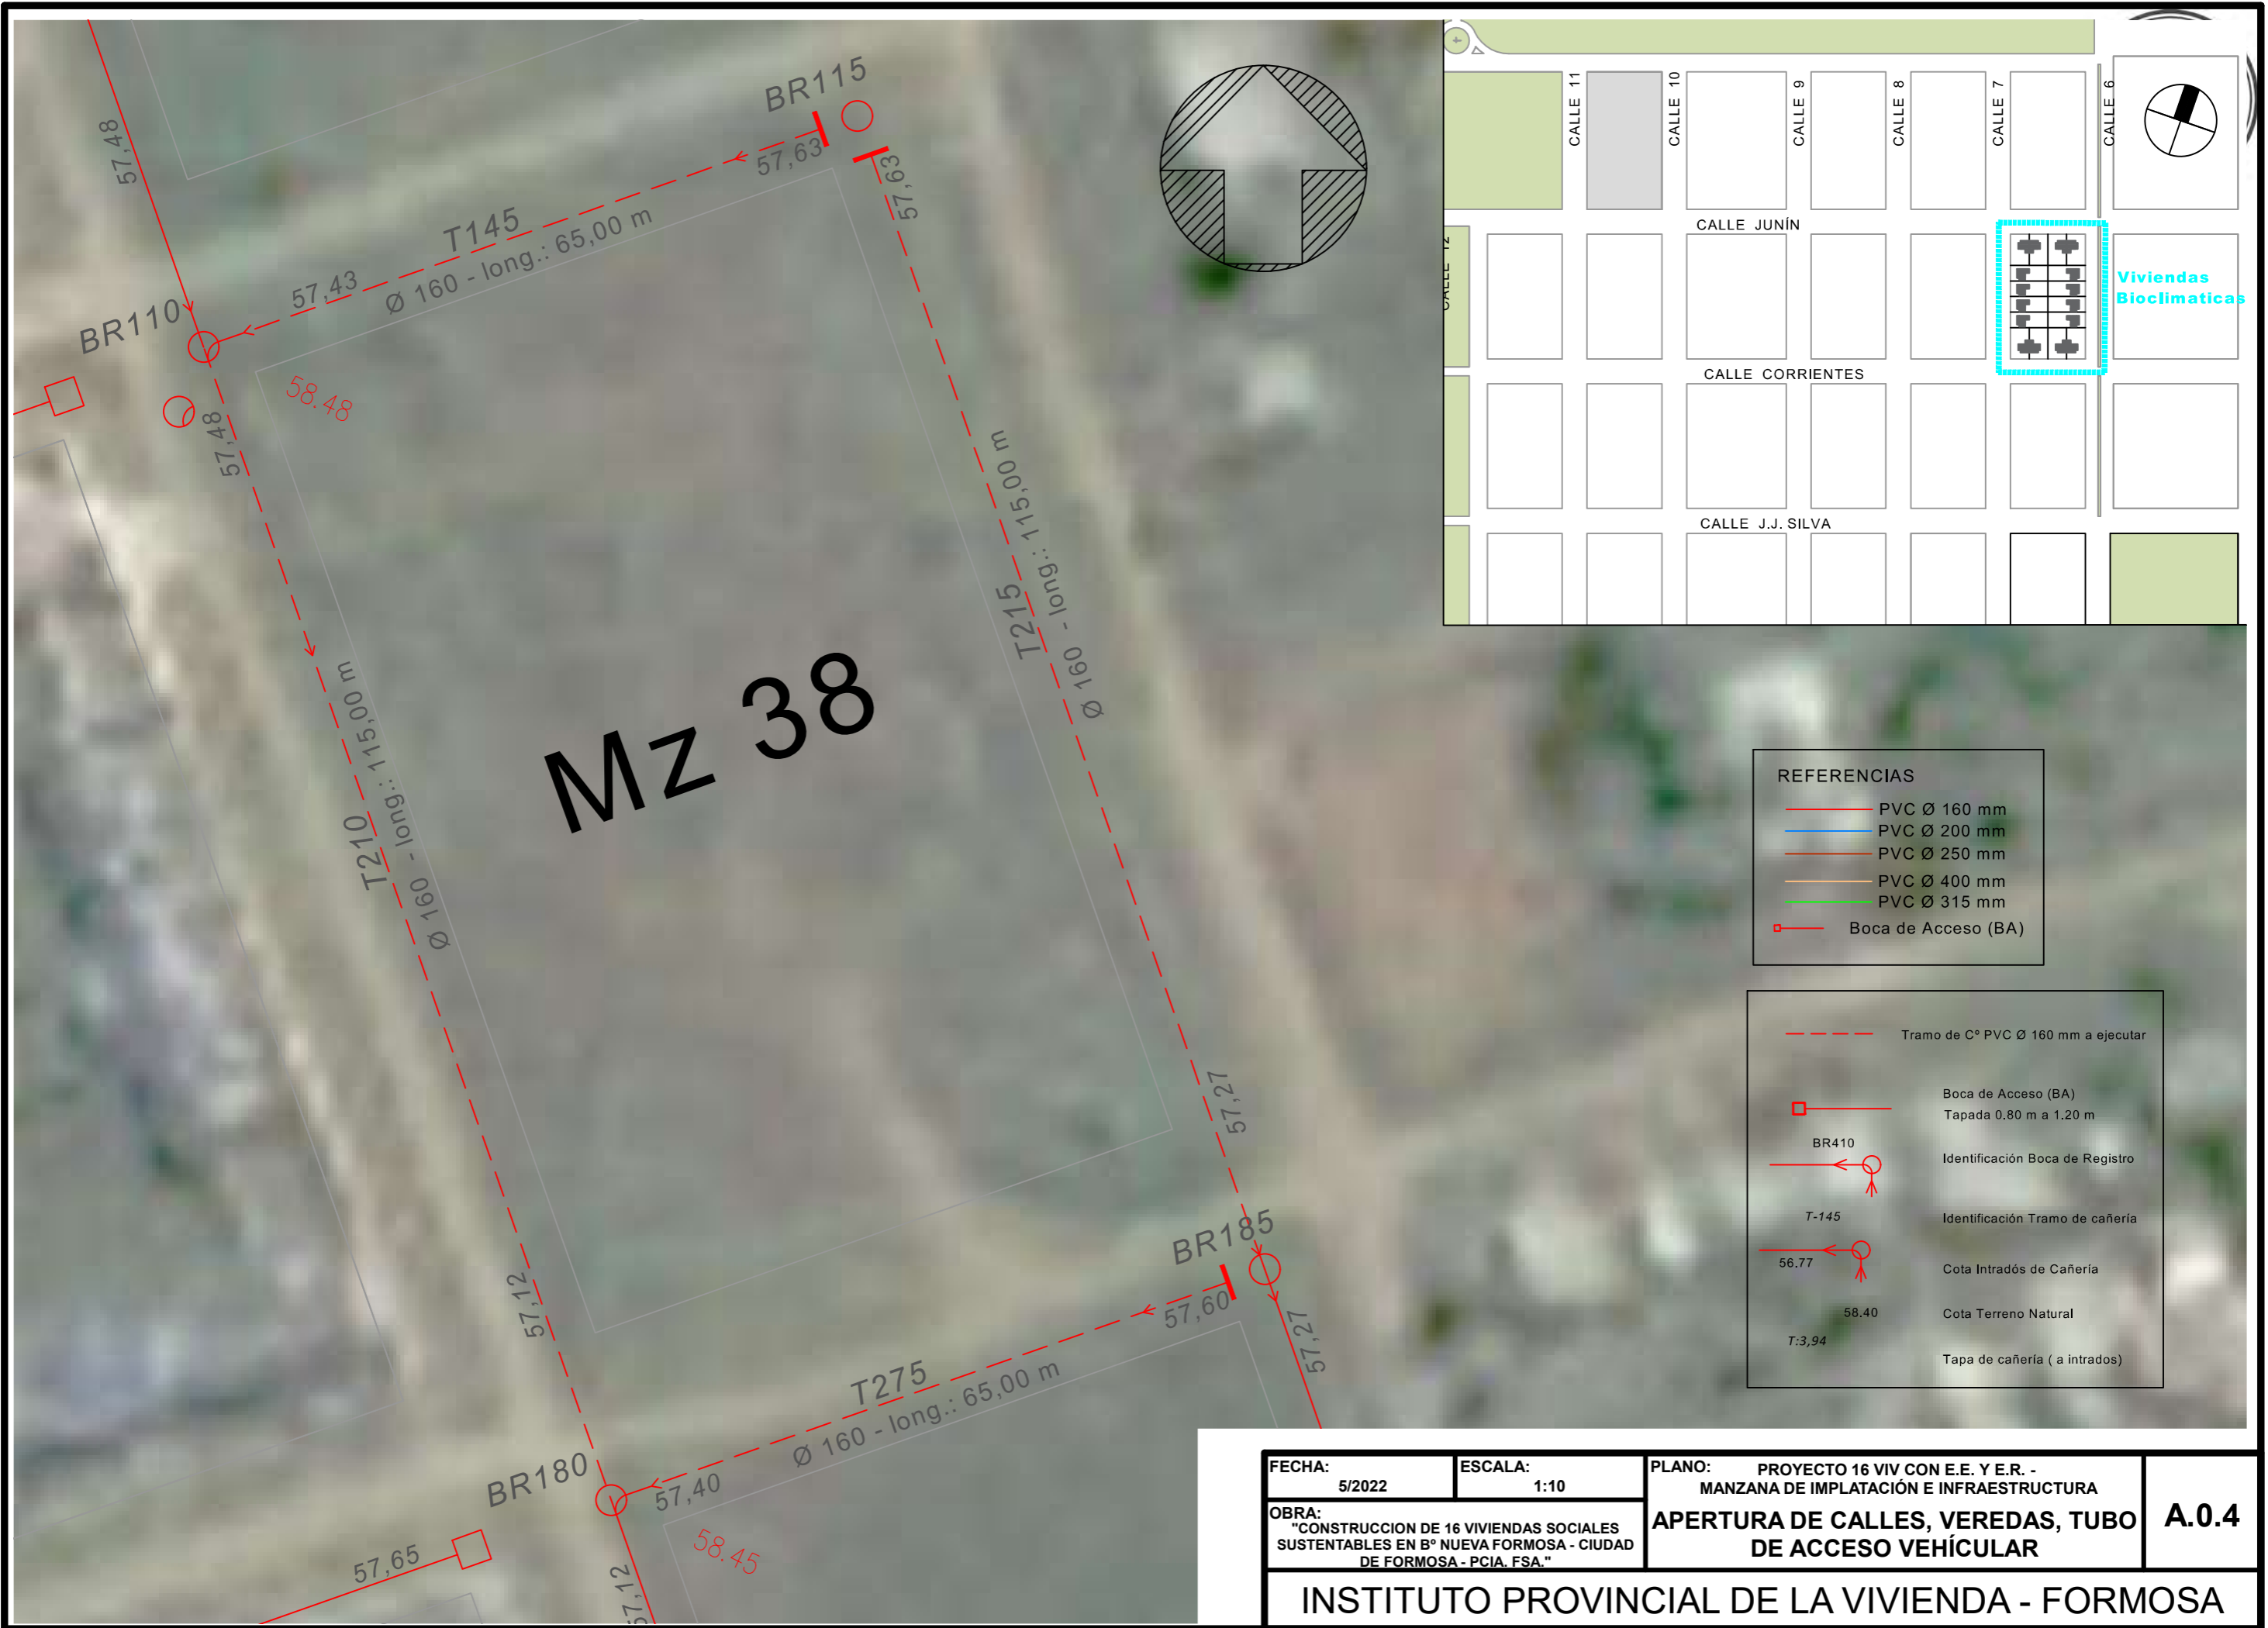 BR115
57,48
57,63
57,63
T145
Ø 160 - long.: 65,00 m
57,43
BR110
58.48
57,48
Ø 160 - long.: 115,00 m
T215
Mz 38
Ø 160 - long.: 115,00 m
T210
57,27
BR185
57,12
57,60
57,27
T275
Ø 160 - long.: 65,00 m
BR180
57,40
58.45
57,65
57,12
CALLE 11
CALLE 10
CALLE 9
CALLE 8
CALLE 7
CALLE 6
CALLE JUNÍN
CALLE 12
Viviendas
Bioclimaticas
CALLE CORRIENTES
CALLE J.J. SILVA
REFERENCIAS
PVC Ø 160 mm
PVC Ø 200 mm
PVC Ø 250 mm
PVC Ø 400 mm
PVC Ø 315 mm
Boca de Acceso (BA)
Tramo de Cº PVC Ø 160 mm a ejecutar
Boca de Acceso (BA)
Tapada 0.80 m a 1.20 m
BR410
Identificación Boca de Registro
T-145
Identificación Tramo de cañería
56.77
Cota Intradós de Cañería
58.40
Cota Terreno Natural
T:3,94
Tapa de cañería ( a intrados)
FECHA:
5/2022
ESCALA:
1:10
PLANO: PROYECTO 16 VIV CON E.E. Y E.R. -
MANZANA DE IMPLATACIÓN E INFRAESTRUCTURA
APERTURA DE CALLES, VEREDAS, TUBO
DE ACCESO VEHÍCULAR
A.0.4
OBRA:
"CONSTRUCCION DE 16 VIVIENDAS SOCIALES
SUSTENTABLES EN Bº NUEVA FORMOSA - CIUDAD
DE FORMOSA - PCIA. FSA."
INSTITUTO PROVINCIAL DE LA VIVIENDA - FORMOSA